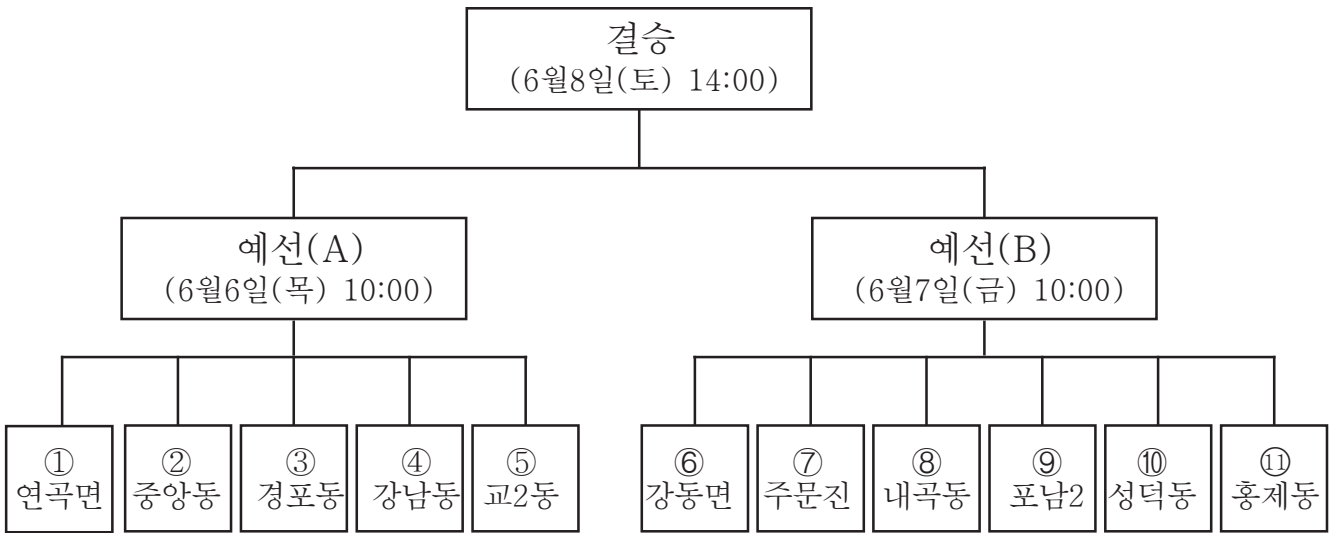 결승
(6월8일(토) 14:00)
예선(A)
(6월6일(목) 10:00)
예선(B)
(6월7일(금) 10:00)
①
연곡면
②
중앙동
③
경포동
④
강남동
⑤
교2동
⑥
강동면
⑦
주문진
⑧
내곡동
⑨
포남2
⑩
성덕동
⑪
홍제동